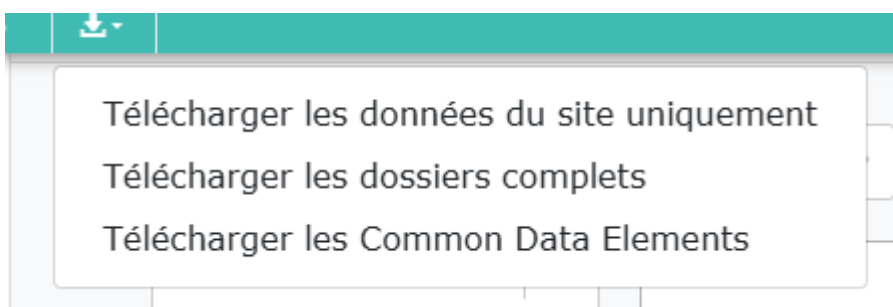 Télécharger les données du site uniquement
Télécharger les dossiers complets
Télécharger les Common Data Elements